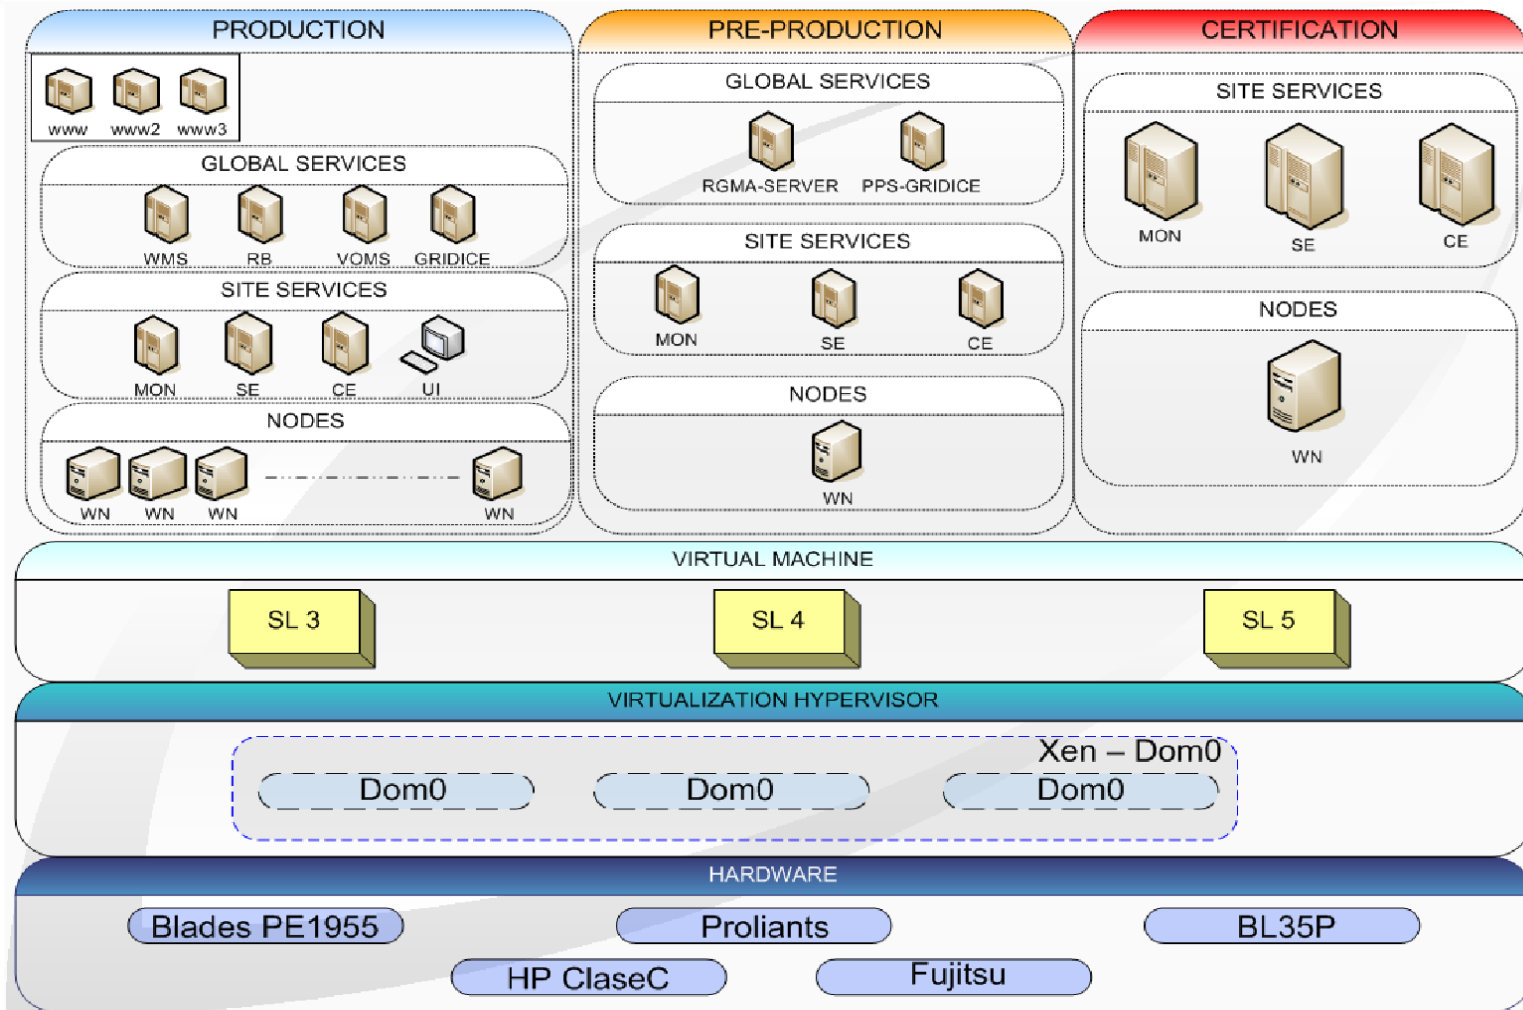 PRODUCTION
www www2 www3
GLOBAL SERVICES
WMS RB VOMS GRIDICE
SITE SERVICES
MON SE CE UI
NODES
WN WN WN WN
PRE-PRODUCTION
GLOBAL SERVICES
RGMA-SERVER PPS-GRIDICE
SITE SERVICES
MON SE CE
NODES
WN
CERTIFICATION
SITE SERVICES
MON SE CE
NODES
WN
VIRTUAL MACHINE
SL 3 SL 4 SL 5
VIRTUALIZATION HYPERVISOR
Xen – Dom0
Dom0 Dom0 Dom0
HARDWARE
Blades PE1955 Proliants BL35P
HP ClaseC Fujitsu